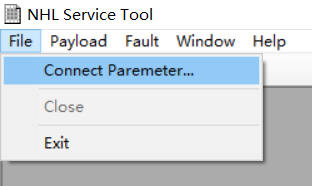 NHL Service Tool
File Payload Fault Window Help
Connect Paremeter...
Close
Exit